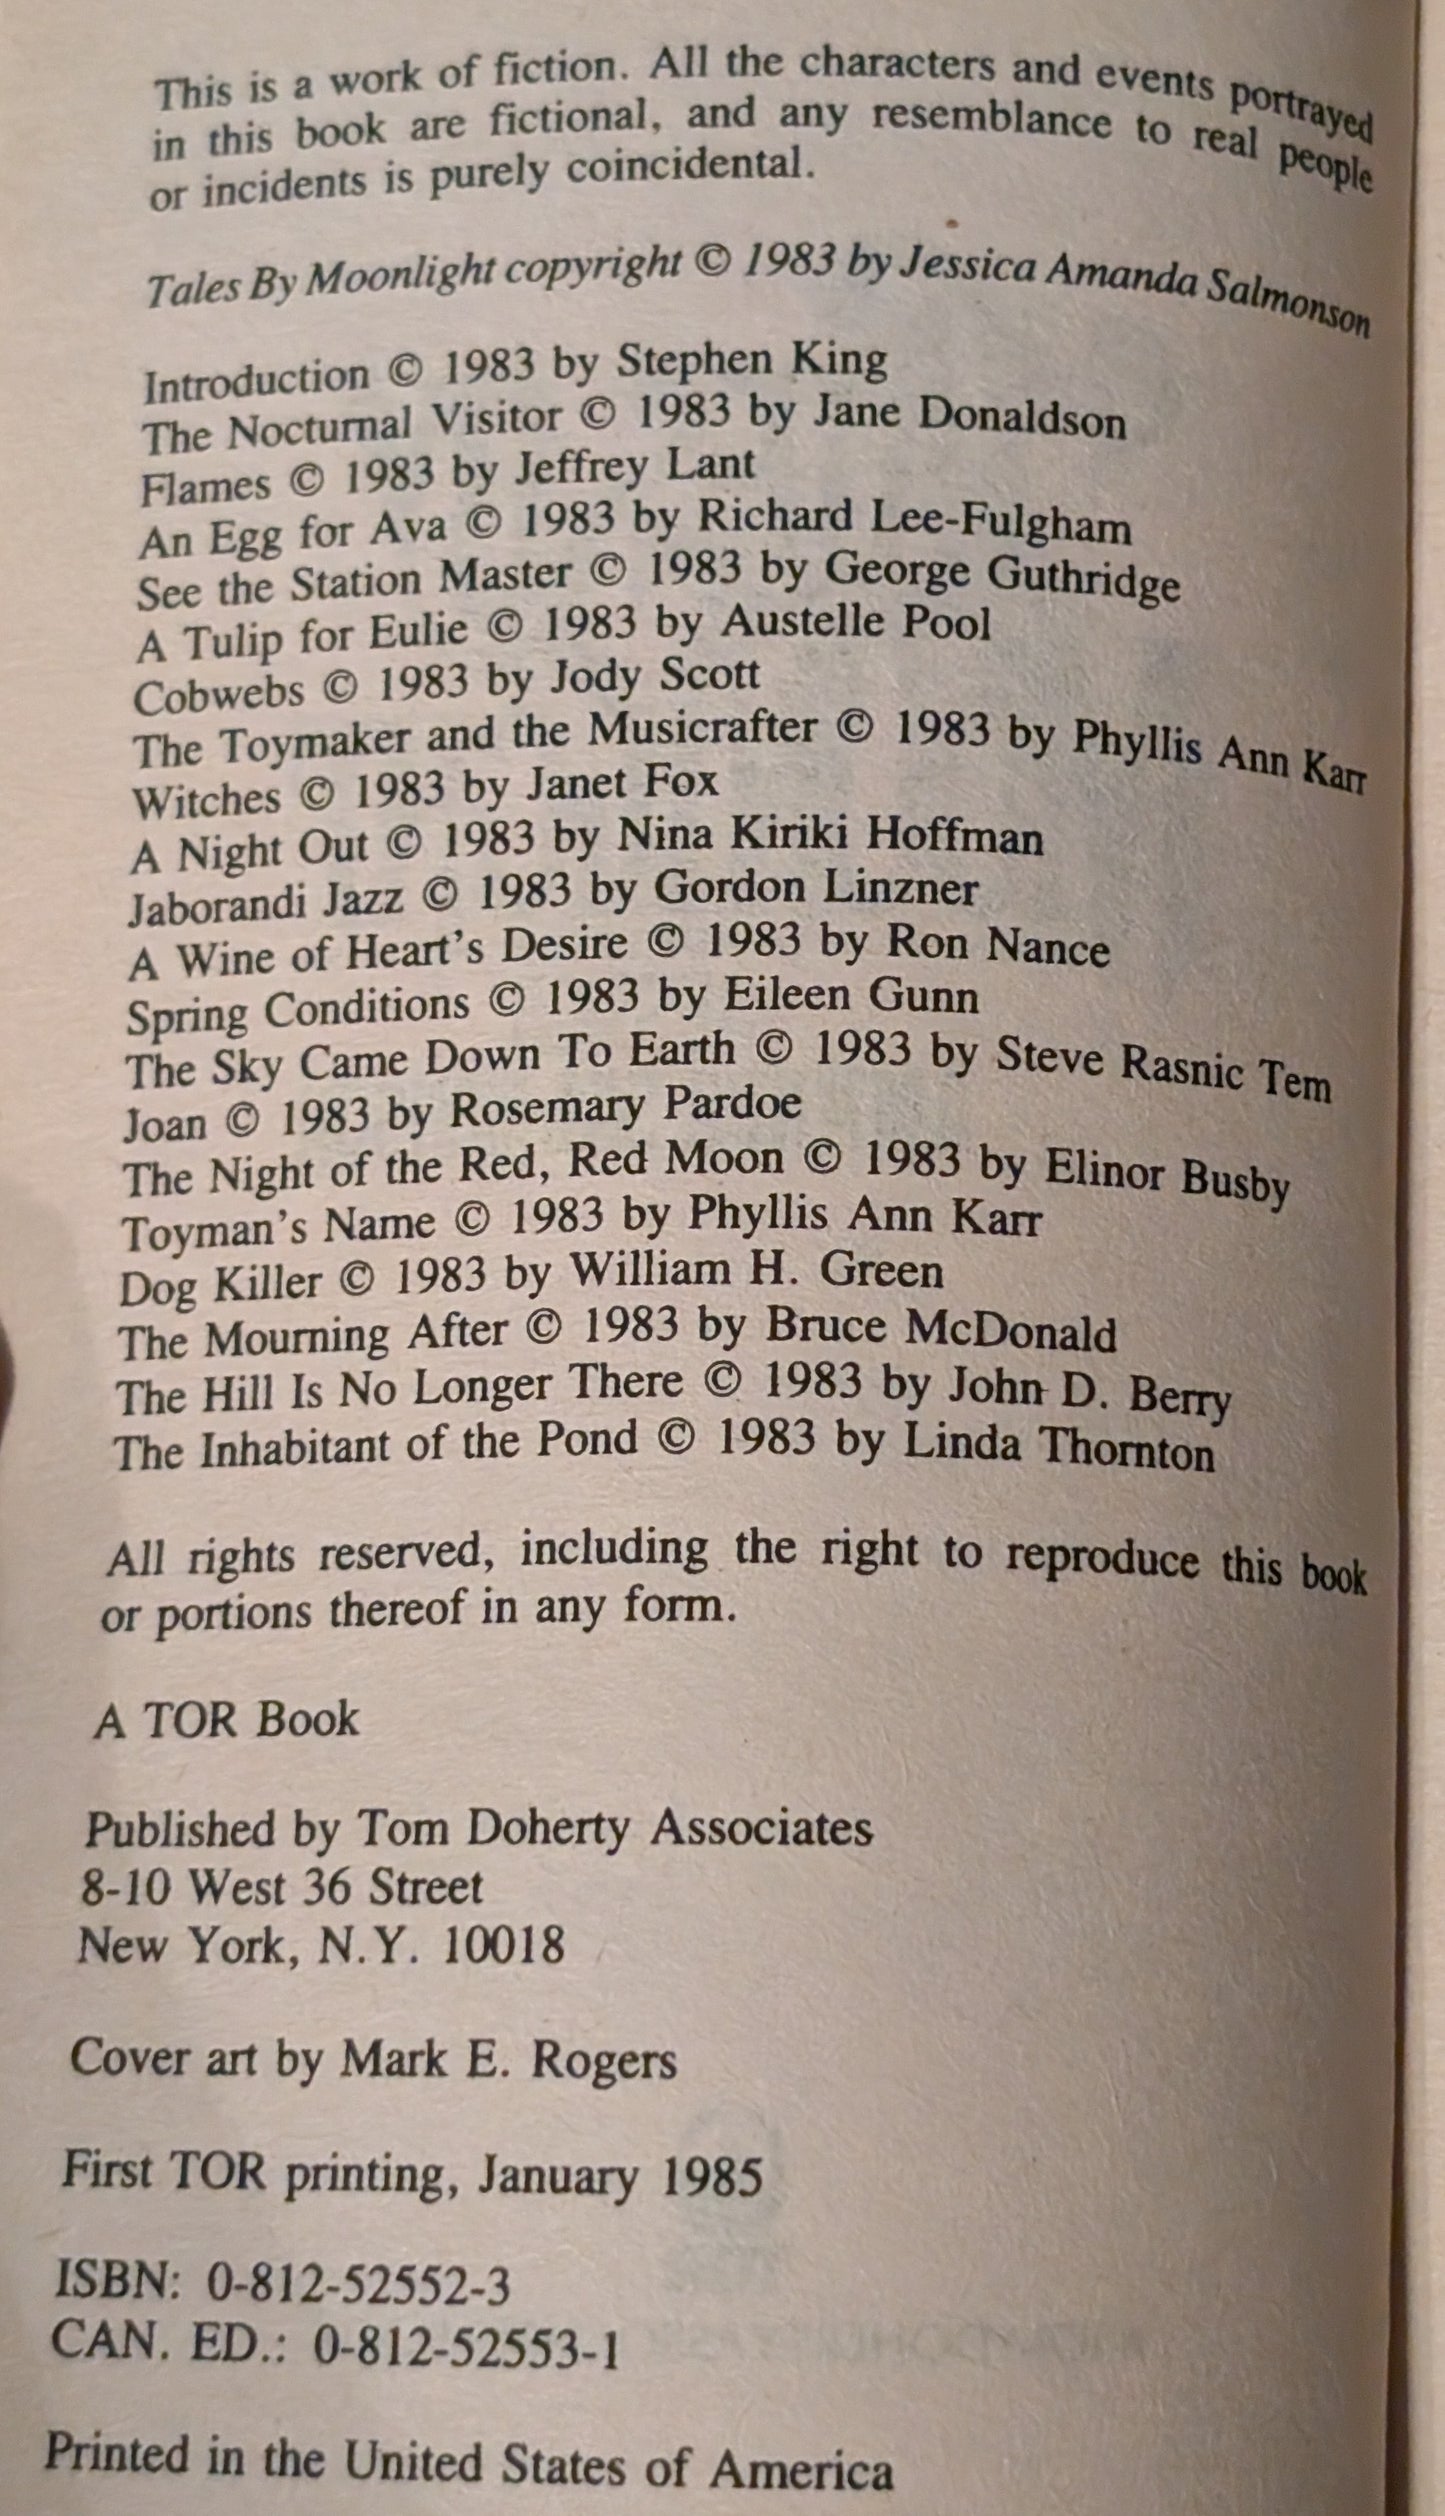 This is a work of fiction. All the characters and events portrayed
in this book are fictional, and any resemblance to real people
or incidents is purely coincidental.
Tales By Moonlight copyright © 1983 by Jessica Amanda Salmonson
Introduction © 1983 by Stephen King
The Nocturnal Visitor © 1983 by Jane Donaldson
Flames © 1983 by Jeffrey Lant
An Egg for Ava © 1983 by Richard Lee-Fulgham
See the Station Master © 1983 by George Guthridge
A Tulip for Eulie © 1983 by Austelle Pool
Cobwebs © 1983 by Jody Scott
The Toymaker and the Musicrafter © 1983 by Phyllis Ann Karr
Witches © 1983 by Janet Fox
A Night Out © 1983 by Nina Kiriki Hoffman
Jaborandi Jazz © 1983 by Gordon Linzner
A Wine of Heart's Desire © 1983 by Ron Nance
Spring Conditions © 1983 by Eileen Gunn
The Sky Came Down To Earth © 1983 by Steve Rasnic Tem
Joan © 1983 by Rosemary Pardoe
The Night of the Red, Red Moon © 1983 by Elinor Busby
Toyman's Name © 1983 by Phyllis Ann Karr
Dog Killer © 1983 by William H. Green
The Mourning After © 1983 by Bruce McDonald
The Hill Is No Longer There © 1983 by John D. Berry
The Inhabitant of the Pond © 1983 by Linda Thornton
All rights reserved, including the right to reproduce this book
or portions thereof in any form.
A TOR Book
Published by Tom Doherty Associates
8-10 West 36 Street
New York, N.Y. 10018
Cover art by Mark E. Rogers
First TOR printing, January 1985
ISBN: 0-812-52552-3
CAN. ED.: 0-812-52553-1
Printed in the United States of America